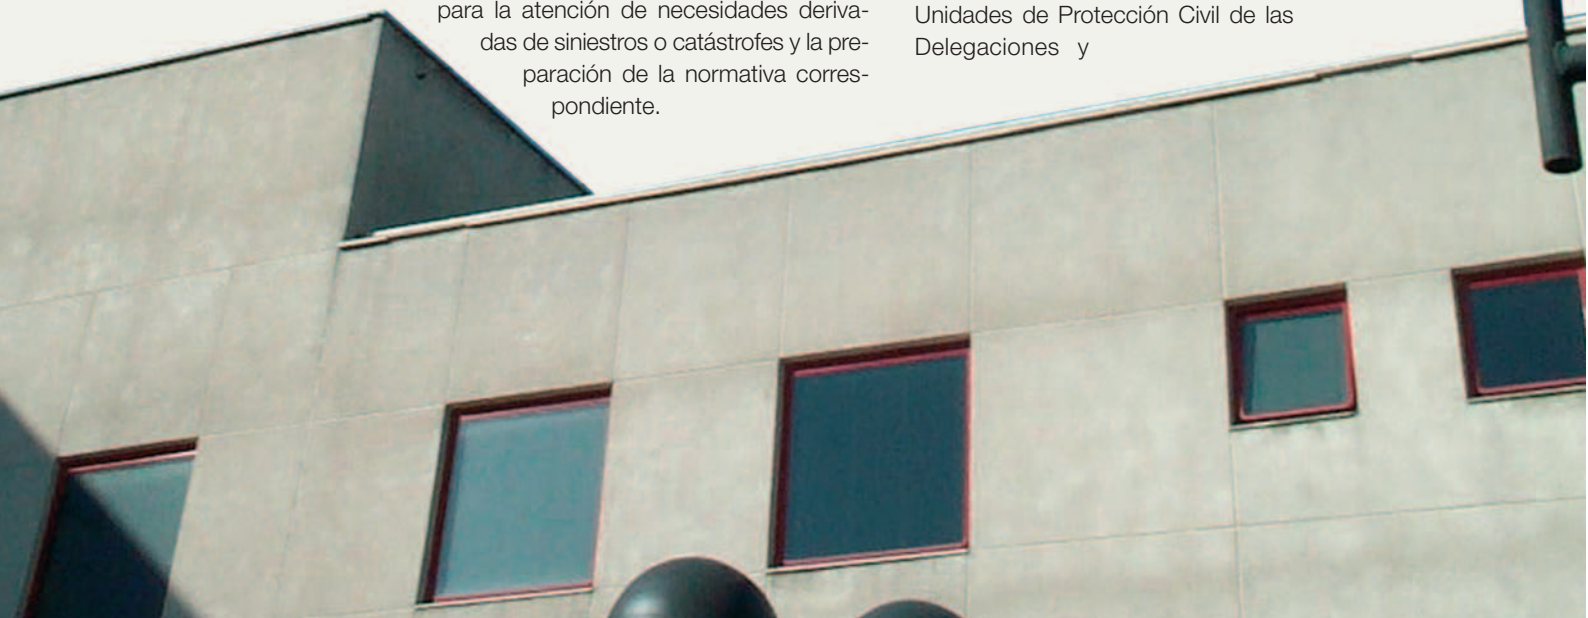 para la atención de necesidades deriva-
das de siniestros o catástrofes y la pre-
paración de la normativa corres-
pondiente.
Unidades de Protección Civil de las
Delegaciones y